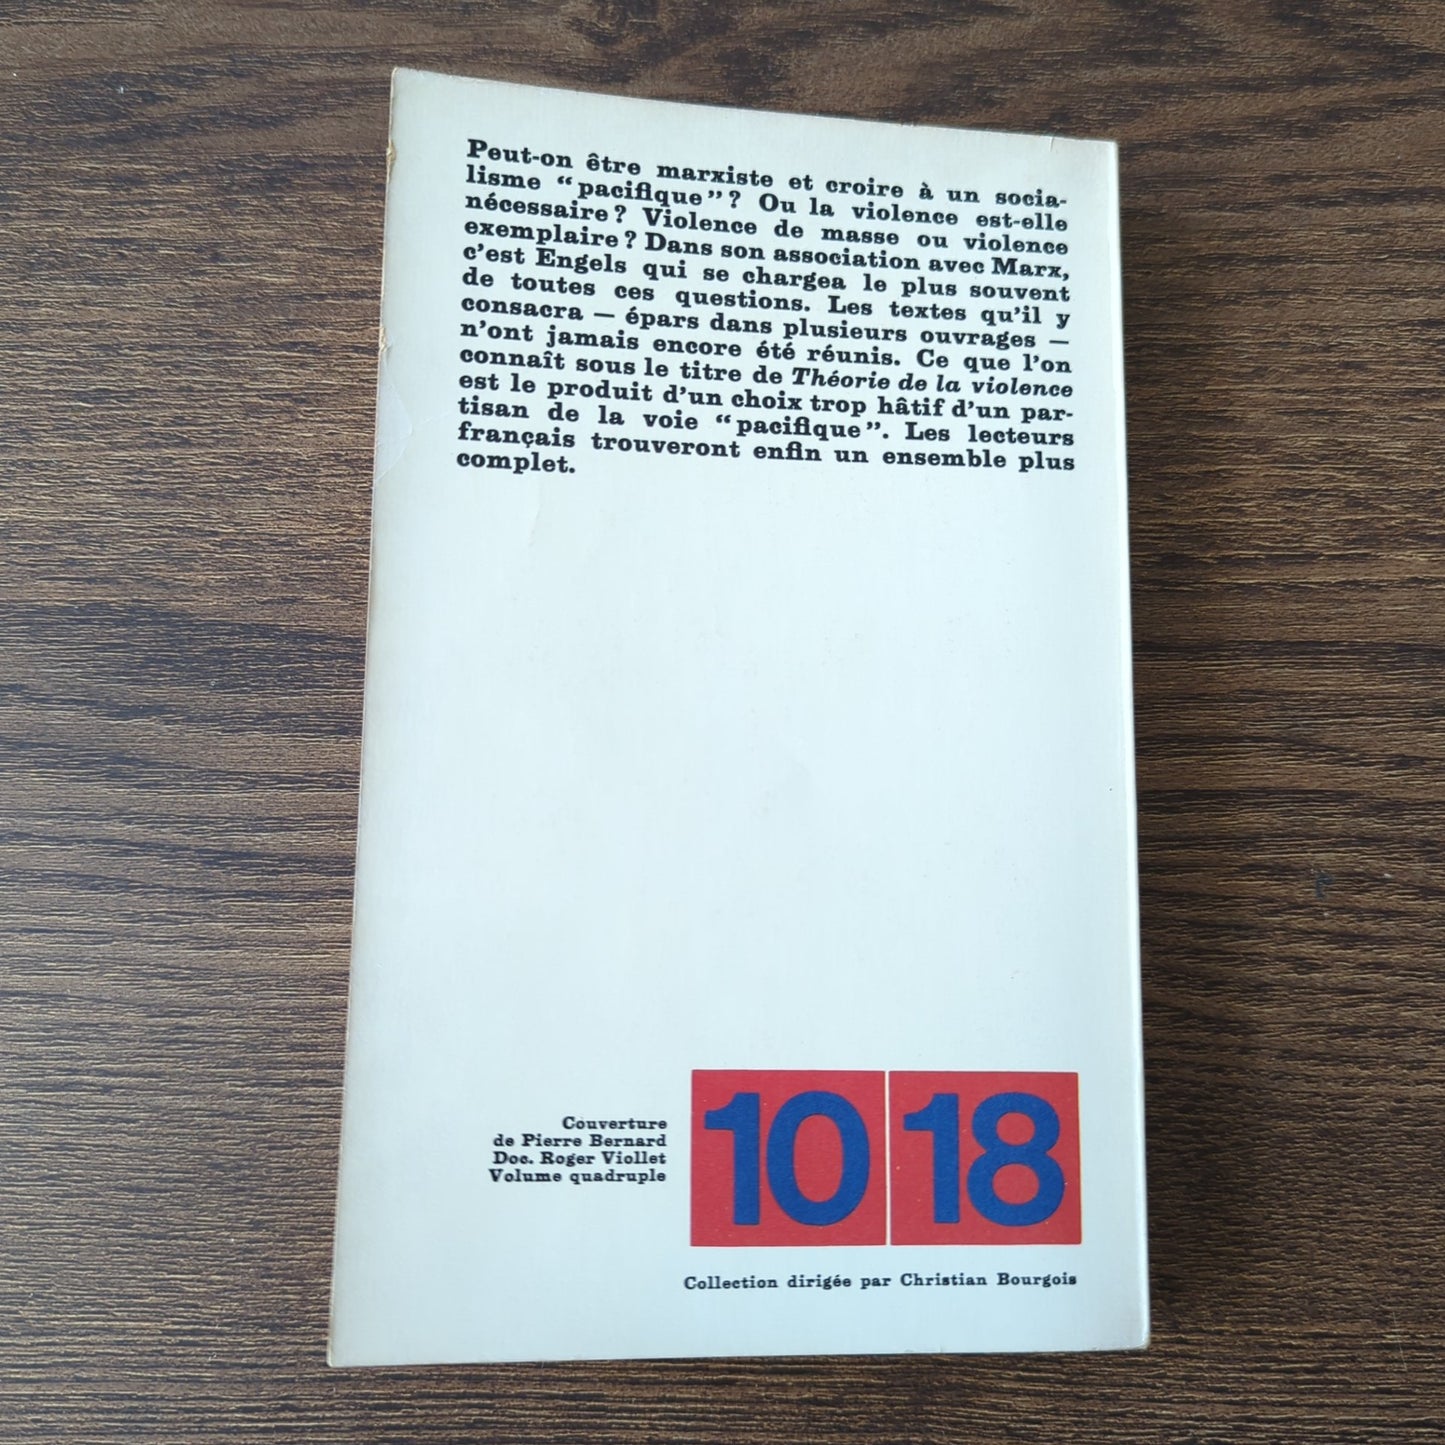 Peut-on être marxiste et croire à un socia-
lisme “pacifique”? Ou la violence est-elle
nécessaire? Violence de masse ou violence
exemplaire? Dans son association avec Marx,
c’est Engels qui se chargea le plus souvent
de toutes ces questions. Les textes qu’il y
consacra — épars dans plusieurs ouvrages —
n’ont jamais encore été réunis. Ce que l’on
connaît sous le titre de Théorie de la violence
est le produit d’un choix trop hâtif d’un par-
tisan de la voie “pacifique”. Les lecteurs
français trouveront enfin un ensemble plus
complet.
Couverture
de Pierre Bernard
Doc. Roger Viollet
Volume quadruple
10 18
Collection dirigée par Christian Bourgois